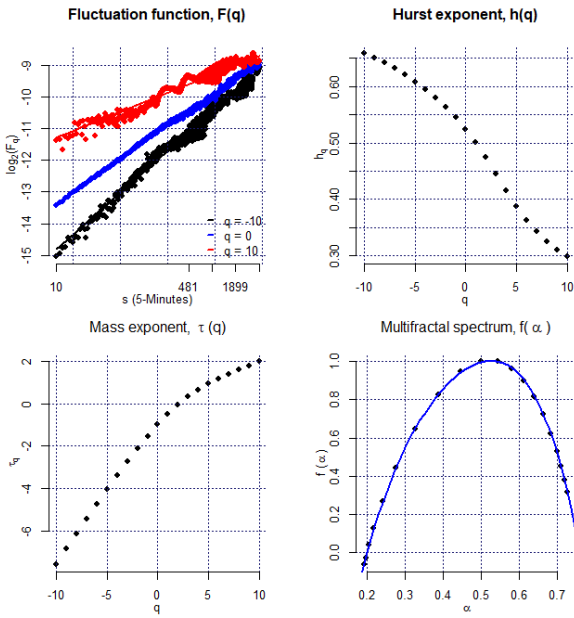 Fluctuation function, F(q)
log2(Fq)
-9
-10
-11
-12
-13
-14
-15
q = -10
q = 0
q = 10
10 481 1899
s (5-Minutes)
Hurst exponent, h(q)
hq
0.60
0.50
0.40
0.30
-10 -5 0 5 10
q
Mass exponent, τ (q)
τq
2
0
-2
-4
-6
-10 -5 0 5 10
q
Multifractal spectrum, f( α )
f (α)
1.0
0.8
0.6
0.4
0.2
0.0
0.2 0.3 0.4 0.5 0.6 0.7
α